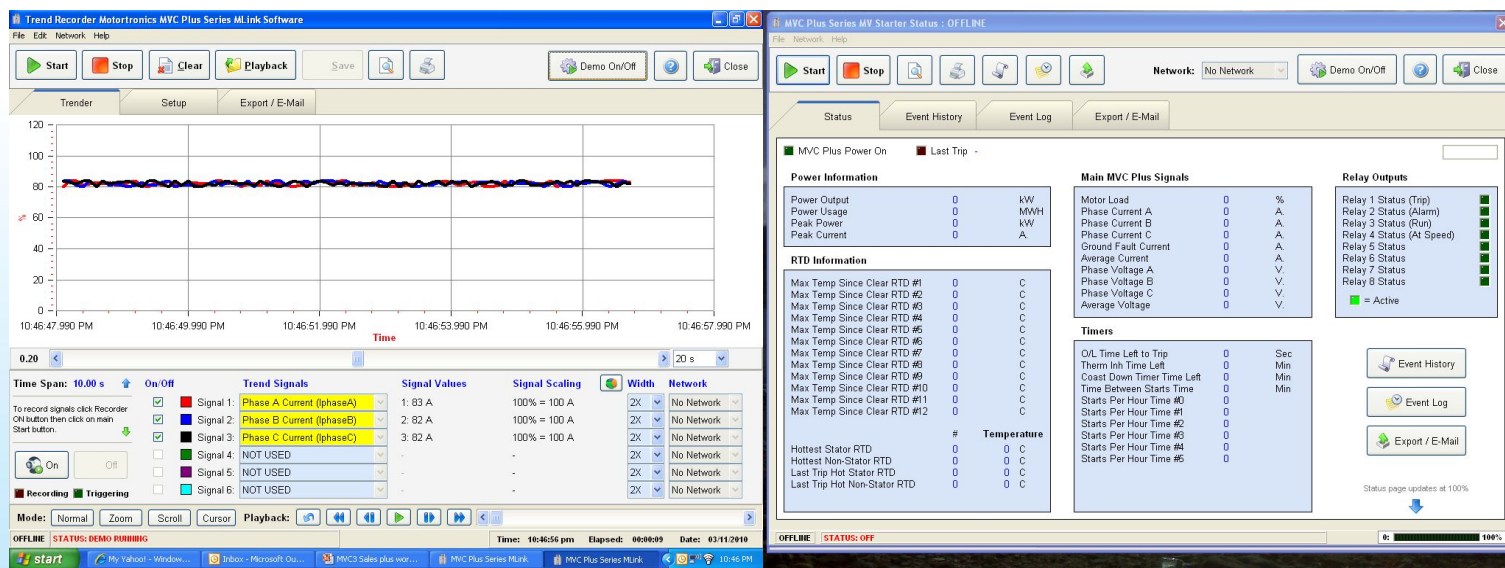 Trend Recorder Motortronics MVC Plus Series MLink Software
File Edit Network Help
Start Stop Clear Playback Save Demo On/Off Close
Trender Setup Export / E-Mail
120
100
80
% 60
40
20
0
10:46:47.990 PM 10:46:49.990 PM 10:46:51.990 PM 10:46:53.990 PM 10:46:55.990 PM 10:46:57.990 PM
Time
0.20 20 s
Time Span: 10.00 s On/Off Trend Signals Signal Values Signal Scaling Width Network
To record signals click Recorder
ON button then click on main
Start button.
Signal 1: Phase A Current (IphaseA) 1: 83 A 100% = 100 A 2X No Network
Signal 2: Phase B Current (IphaseB) 2: 82 A 100% = 100 A 2X No Network
Signal 3: Phase C Current (IphaseC) 3: 82 A 100% = 100 A 2X No Network
Signal 4: NOT USED - - 2X No Network
Signal 5: NOT USED - - 2X No Network
Signal 6: NOT USED - - 2X No Network
On Off
Recording Triggering
Mode: Normal Zoom Scroll Cursor Playback:
OFFLINE STATUS: DEMO RUNNING Time: 10:46:56 pm Elapsed: 00:00:09 Date: 03/11/2010
start My Yahoo! - Window... Inbox - Microsoft Ou... MVC3 Sales plus wor... MVC Plus Series MLink MVC Plus Series MLink 10:46 PM
MVC Plus Series MV Starter Status : OFFLINE
File Network Help
Start Stop Network: No Network Demo On/Off Close
Status Event History Event Log Export / E-Mail
MVC Plus Power On Last Trip -
Power Information
Power Output 0 kW
Power Usage 0 MWH
Peak Power 0 kW
Peak Current 0 A.
RTD Information
Max Temp Since Clear RTD #1 0 C
Max Temp Since Clear RTD #2 0 C
Max Temp Since Clear RTD #3 0 C
Max Temp Since Clear RTD #4 0 C
Max Temp Since Clear RTD #5 0 C
Max Temp Since Clear RTD #6 0 C
Max Temp Since Clear RTD #7 0 C
Max Temp Since Clear RTD #8 0 C
Max Temp Since Clear RTD #9 0 C
Max Temp Since Clear RTD #10 0 C
Max Temp Since Clear RTD #11 0 C
Max Temp Since Clear RTD #12 0 C
# Temperature
Hottest Stator RTD 0 0 C
Hottest Non-Stator RTD 0 0 C
Last Trip Hot Stator RTD 0 0 C
Last Trip Hot Non-Stator RTD 0 0 C
Main MVC Plus Signals
Motor Load 0 %
Phase Current A 0 A.
Phase Current B 0 A.
Phase Current C 0 A.
Ground Fault Current 0 A.
Average Current 0 A.
Phase Voltage A 0 V.
Phase Voltage B 0 V.
Phase Voltage C 0 V.
Average Voltage 0 V.
Timers
O/L Time Left to Trip 0 Sec
Therm Inh Time Left 0 Min
Coast Down Timer Time Left 0 Min
Time Between Starts Time 0 Min
Starts Per Hour Time #0 0
Starts Per Hour Time #1 0
Starts Per Hour Time #2 0
Starts Per Hour Time #3 0
Starts Per Hour Time #4 0
Starts Per Hour Time #5 0
Relay Outputs
Relay 1 Status (Trip)
Relay 2 Status (Alarm)
Relay 3 Status (Run)
Relay 4 Status (At Speed)
Relay 5 Status
Relay 6 Status
Relay 7 Status
Relay 8 Status
= Active
Event History
Event Log
Export / E-Mail
Status page updates at 100%
OFFLINE STATUS: OFF 0: 100%